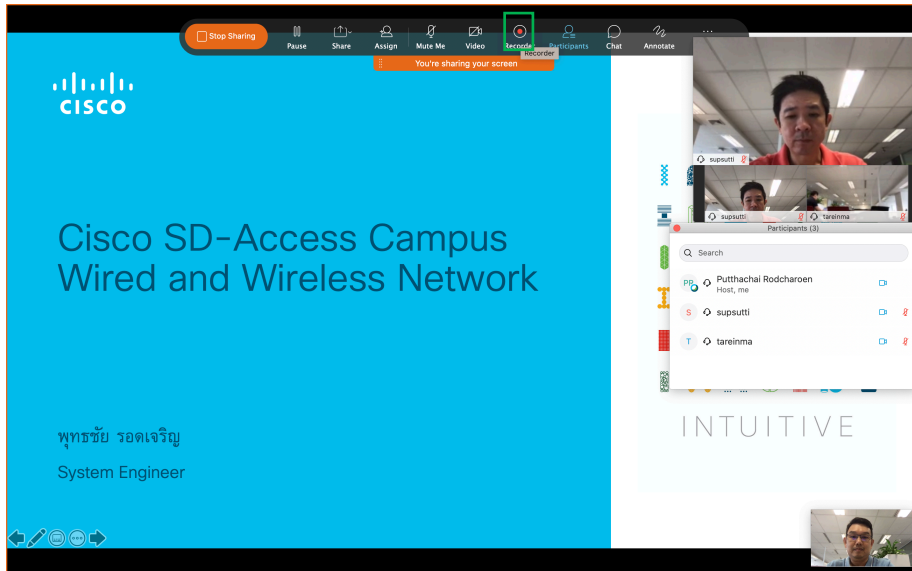 Stop Sharing
Pause
Share
Assign
Mute Me
Video
Recorder
Participants
Chat
Annotate
Recorder
You're sharing your screen
CISCO
Cisco SD-Access Campus
Wired and Wireless Network
พุทธชัย รอดเจริญ
System Engineer
supsutti
supsutti
tareinma
Participants (3)
Search
PR
Putthachai Rodcharoen
Host, me
S
supsutti
T
tareinma
INTUITIVE